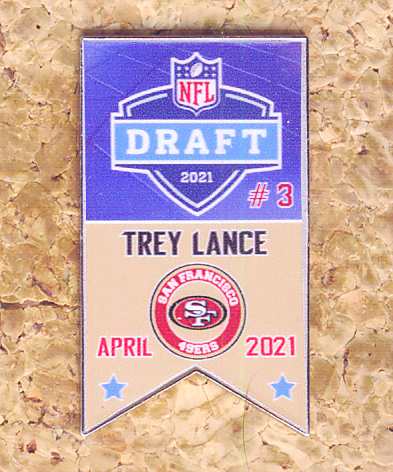 NFL
DRAFT
2021
# 3
TREY LANCE
SAN FRANCISCO
SF
49ERS
APRIL 2021